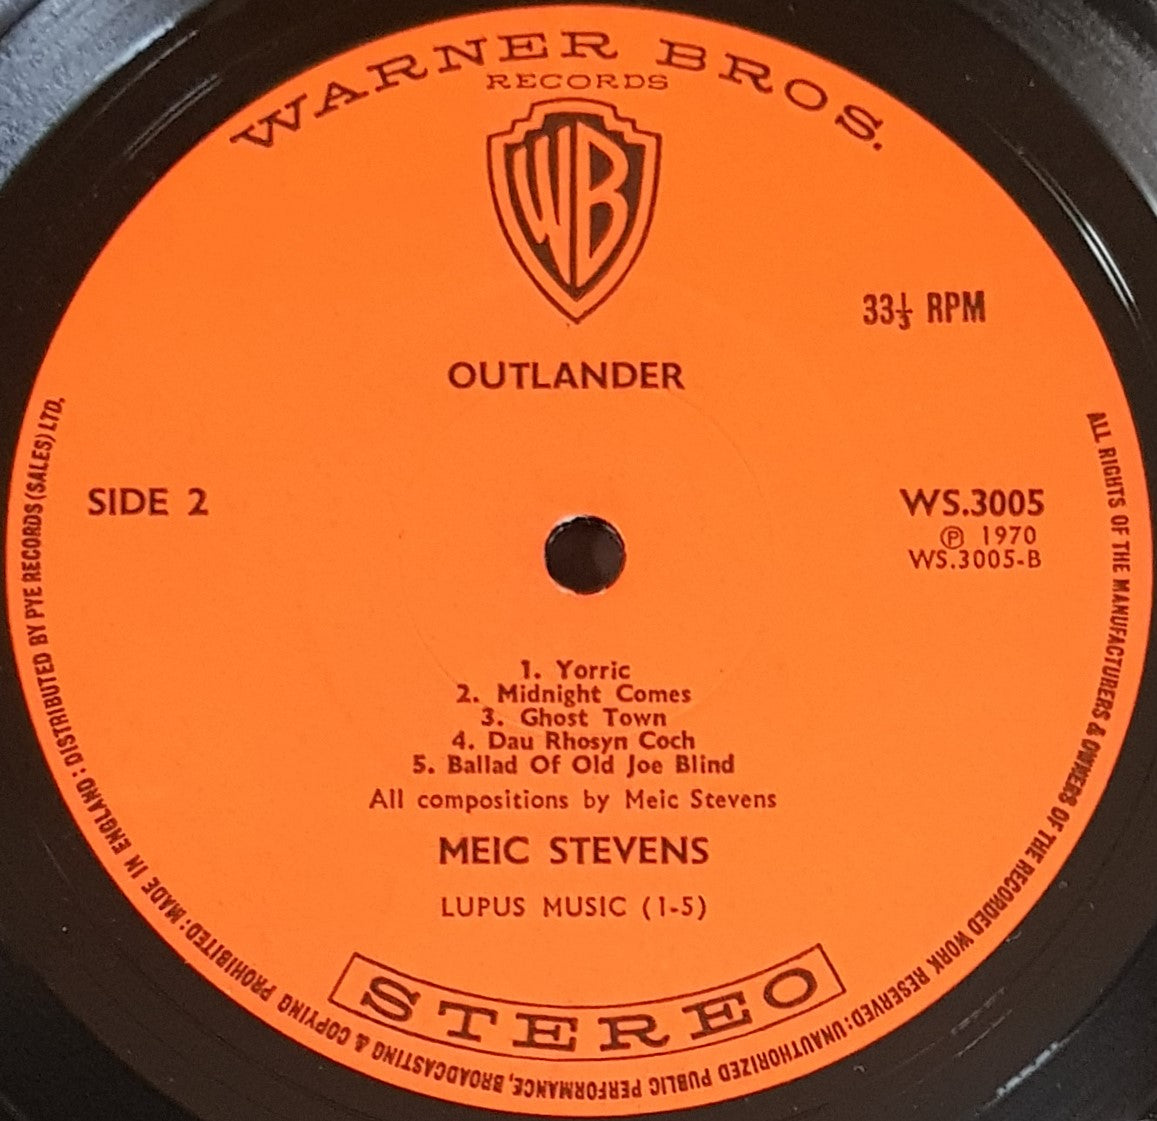 WARNER BROS.
RECORDS
WB
33⅓ RPM
OUTLANDER
SIDE 2
WS.3005
℗ 1970
WS.3005-B
1. Yorric
2. Midnight Comes
3. Ghost Town
4. Dau Rhosyn Coch
5. Ballad Of Old Joe Blind
All compositions by Meic Stevens
MEIC STEVENS
LUPUS MUSIC (1-5)
STEREO
ALL RIGHTS OF THE MANUFACTURERS & OWNERS OF THE RECORDED WORK RESERVED: UNAUTHORIZED PUBLIC PERFORMANCE, BROADCASTING & COPYING PROHIBITED: MADE IN ENGLAND: DISTRIBUTED BY PYE RECORDS (SALES) LTD.